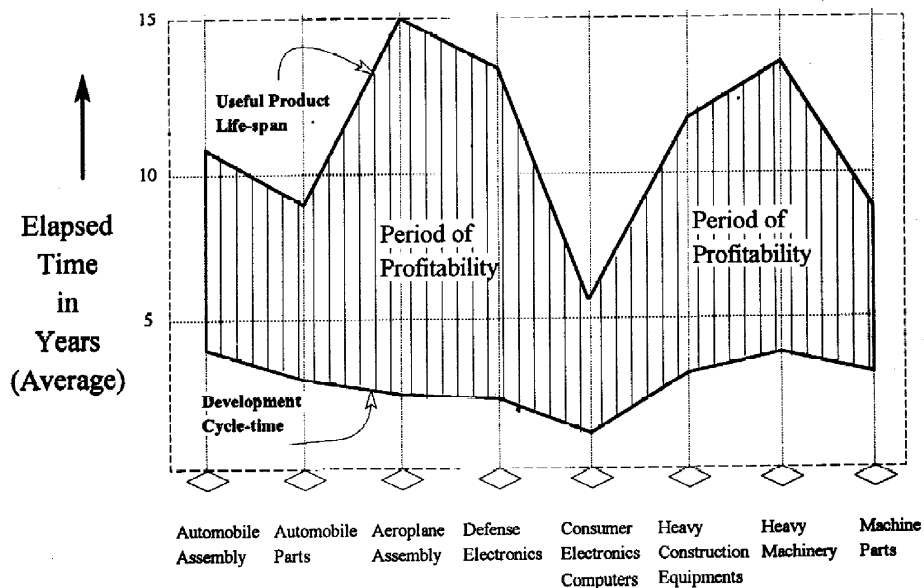 15
Useful Product
Life-span
10
Elapsed
Time
in
Years
(Average)
Period of
Profitability
Period of
Profitability
5
Development
Cycle-time
Automobile
Assembly
Automobile
Parts
Aeroplane
Assembly
Defense
Electronics
Consumer
Electronics
Computers
Heavy
Construction
Equipments
Heavy
Machinery
Machine
Parts